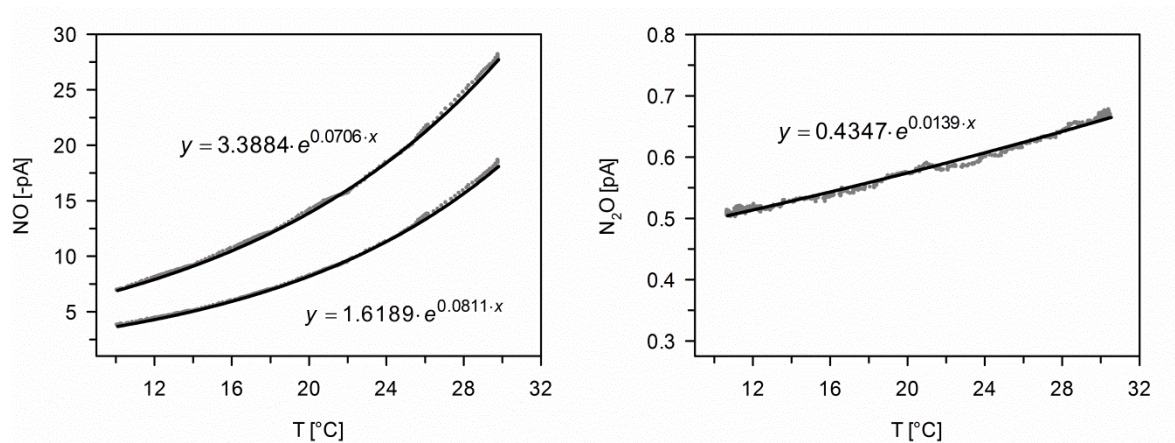 30
25
20
15
10
5
NO [-pA]
y = 3.3884·e^0.0706·x
y = 1.6189·e^0.0811·x
12 16 20 24 28 32
T [°C]
0.8
0.7
0.6
0.5
0.4
0.3
N₂O [pA]
y = 0.4347·e^0.0139·x
12 16 20 24 28 32
T [°C]